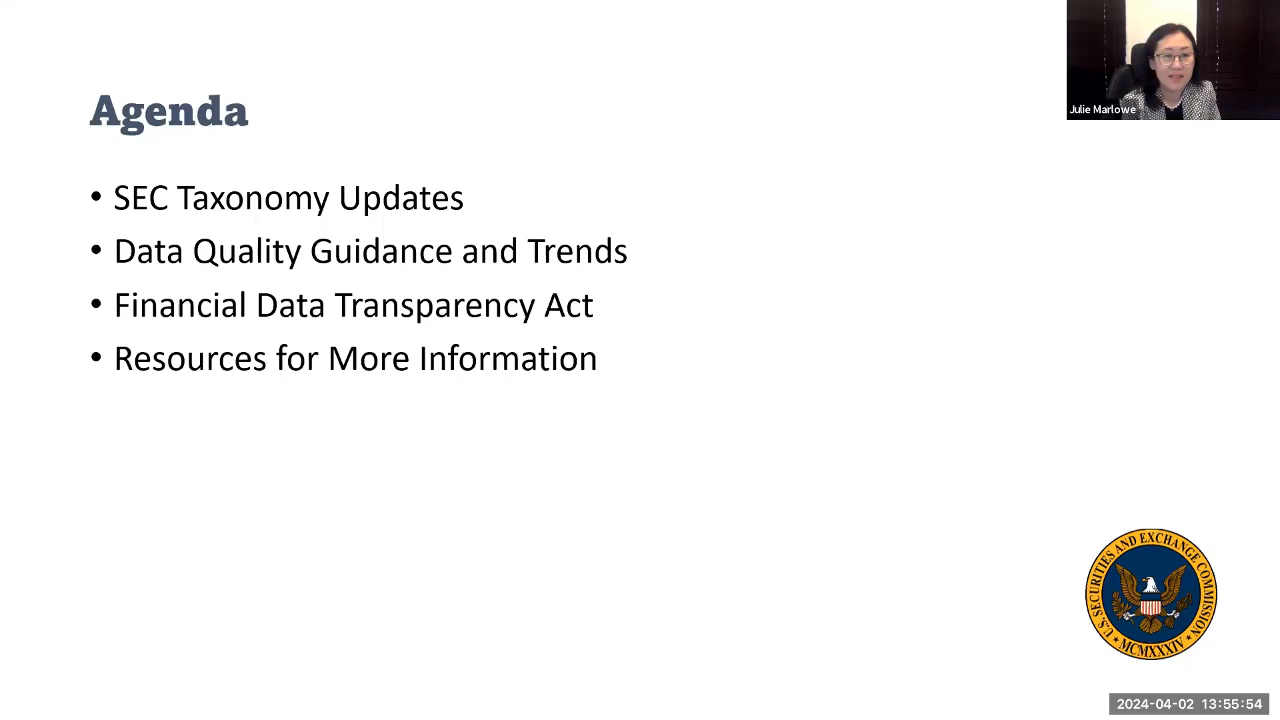 Agenda
• SEC Taxonomy Updates
• Data Quality Guidance and Trends
• Financial Data Transparency Act
• Resources for More Information
Julie Marlowe
U.S. SECURITIES AND EXCHANGE COMMISSION
MCMXXXIV
2024-04-02 13:55:54